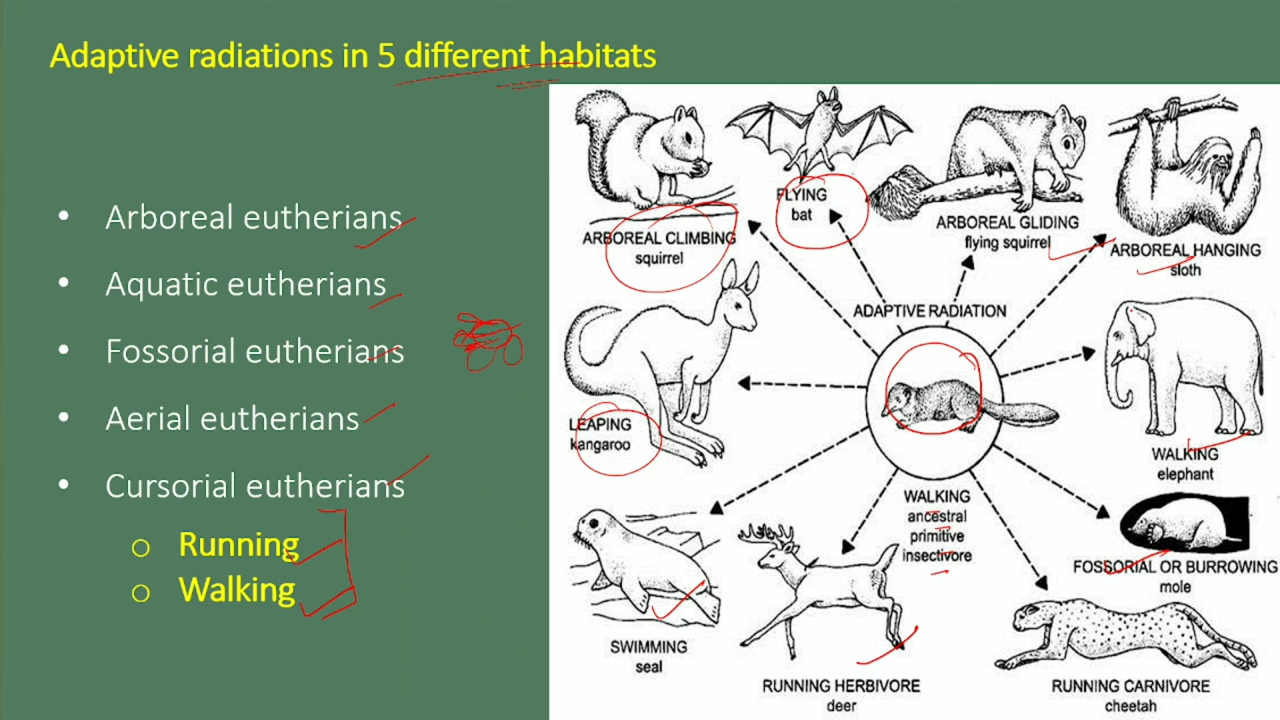 Adaptive radiations in 5 different habitats
• Arboreal eutherians
• Aquatic eutherians
• Fossorial eutherians
• Aerial eutherians
• Cursorial eutherians
o Running
o Walking
ARBOREAL CLIMBING
squirrel
FLYING
bat
ARBOREAL GLIDING
flying squirrel
ARBOREAL HANGING
sloth
ADAPTIVE RADIATION
LEAPING
kangaroo
WALKING
elephant
WALKING
ancestral
primitive
insectivore
FOSSORIAL OR BURROWING
mole
SWIMMING
seal
RUNNING HERBIVORE
deer
RUNNING CARNIVORE
cheetah